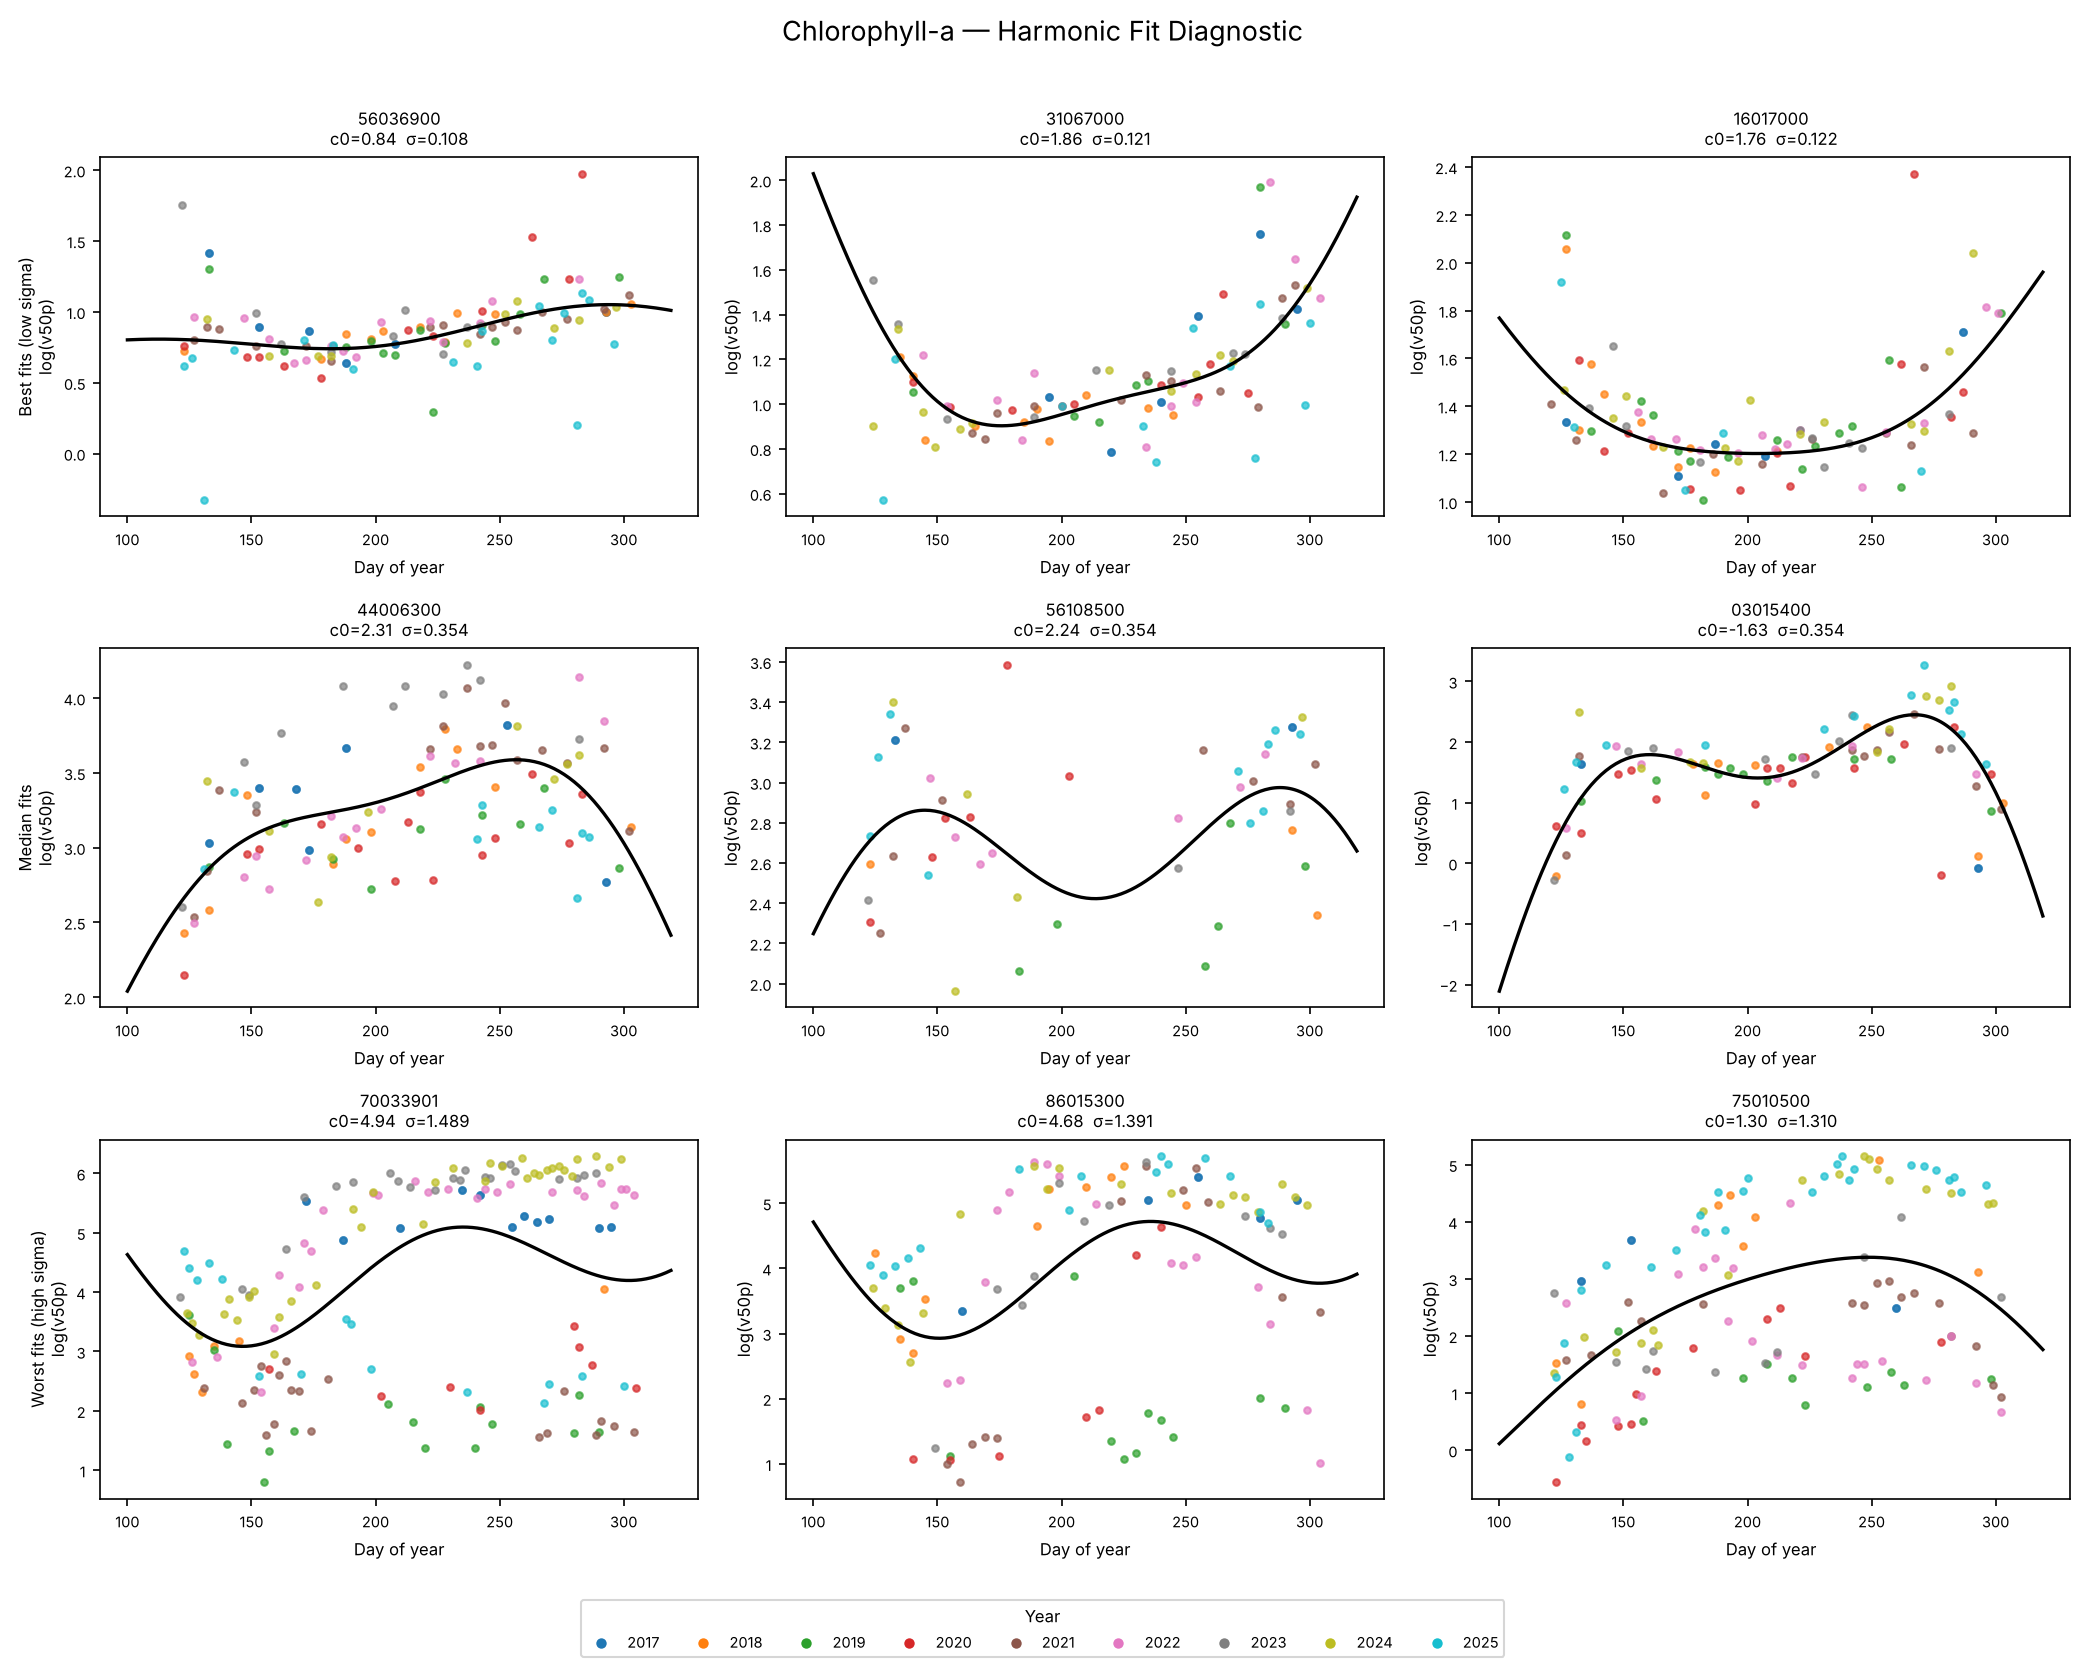 Chlorophyll-a — Harmonic Fit Diagnostic
56036900
c0=0.84 σ=0.108
31067000
c0=1.86 σ=0.121
16017000
c0=1.76 σ=0.122
Best fits (low sigma)
log(v50p)
2.0
1.5
1.0
0.5
0.0
100 150 200 250 300
Day of year
log(v50p)
2.0
1.8
1.6
1.4
1.2
1.0
0.8
0.6
100 150 200 250 300
Day of year
log(v50p)
2.4
2.2
2.0
1.8
1.6
1.4
1.2
1.0
100 150 200 250 300
Day of year
44006300
c0=2.31 σ=0.354
56108500
c0=2.24 σ=0.354
03015400
c0=-1.63 σ=0.354
Median fits
log(v50p)
4.0
3.5
3.0
2.5
2.0
100 150 200 250 300
Day of year
log(v50p)
3.6
3.4
3.2
3.0
2.8
2.6
2.4
2.2
2.0
100 150 200 250 300
Day of year
log(v50p)
3
2
1
0
−1
−2
100 150 200 250 300
Day of year
70033901
c0=4.94 σ=1.489
86015300
c0=4.68 σ=1.391
75010500
c0=1.30 σ=1.310
Worst fits (high sigma)
log(v50p)
6
5
4
3
2
1
100 150 200 250 300
Day of year
log(v50p)
5
4
3
2
1
100 150 200 250 300
Day of year
log(v50p)
5
4
3
2
1
0
100 150 200 250 300
Day of year
Year
2017 2018 2019 2020 2021 2022 2023 2024 2025